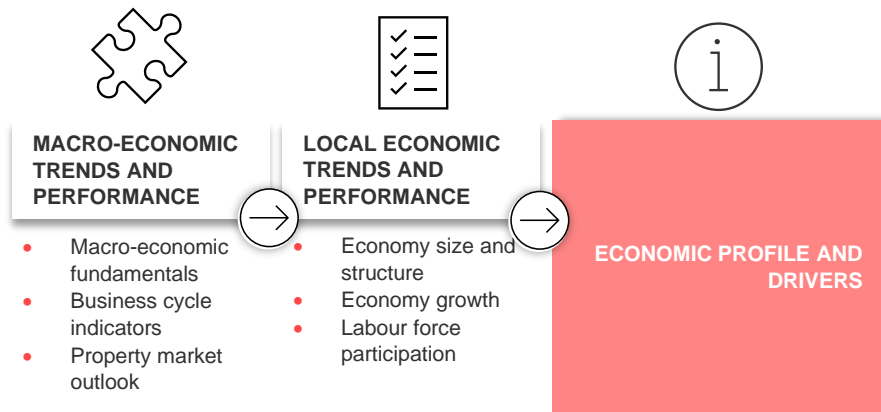 MACRO-ECONOMIC
TRENDS AND
PERFORMANCE
• Macro-economic
fundamentals
• Business cycle
indicators
• Property market
outlook
LOCAL ECONOMIC
TRENDS AND
PERFORMANCE
• Economy size and
structure
• Economy growth
• Labour force
participation
i
ECONOMIC PROFILE AND
DRIVERS